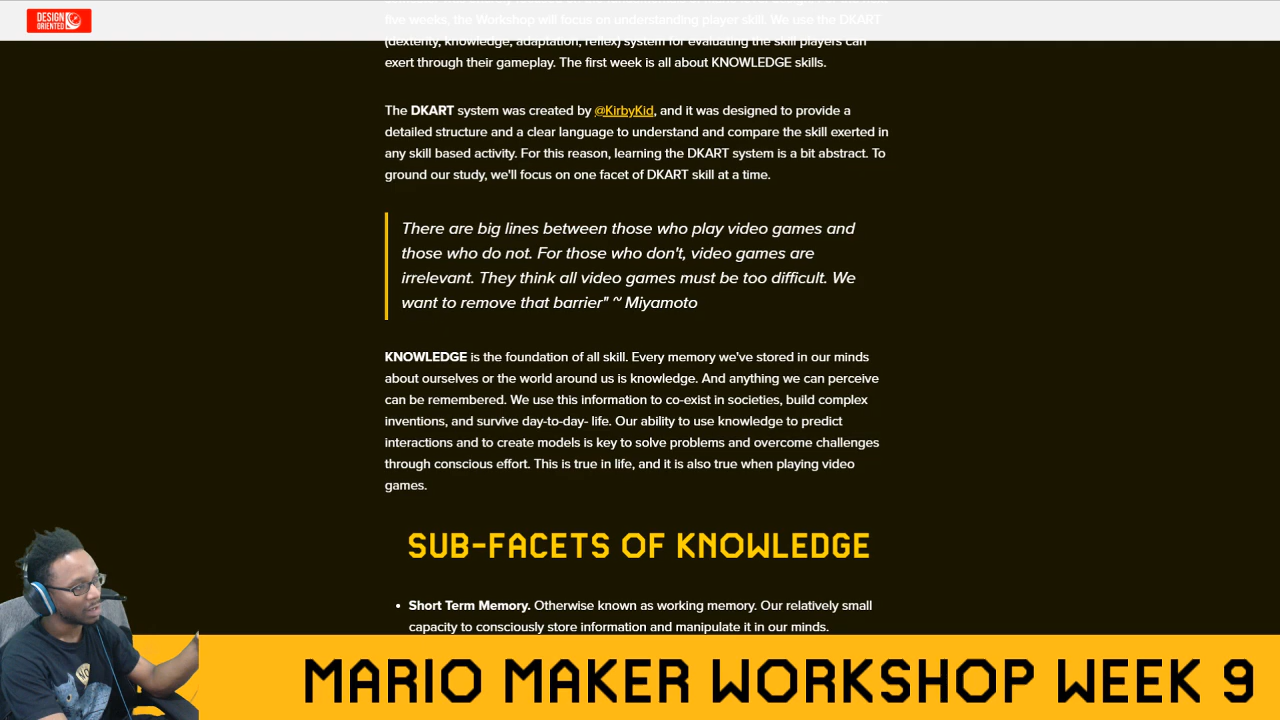 DESIGN
ORIENTED
five weeks, the Workshop will focus on understanding player skill. We use the DKART
(dexterity, knowledge, adaptation, reflex) system for evaluating the skill players can
exert through their gameplay. The first week is all about KNOWLEDGE skills.
The DKART system was created by @KirbyKid, and it was designed to provide a
detailed structure and a clear language to understand and compare the skill exerted in
any skill based activity. For this reason, learning the DKART system is a bit abstract. To
ground our study, we'll focus on one facet of DKART skill at a time.
There are big lines between those who play video games and
those who do not. For those who don't, video games are
irrelevant. They think all video games must be too difficult. We
want to remove that barrier" ~ Miyamoto
KNOWLEDGE is the foundation of all skill. Every memory we've stored in our minds
about ourselves or the world around us is knowledge. And anything we can perceive
can be remembered. We use this information to co-exist in societies, build complex
inventions, and survive day-to-day- life. Our ability to use knowledge to predict
interactions and to create models is key to solve problems and overcome challenges
through conscious effort. This is true in life, and it is also true when playing video
games.
SUB-FACETS OF KNOWLEDGE
• Short Term Memory. Otherwise known as working memory. Our relatively small
capacity to consciously store information and manipulate it in our minds.
MARIO MAKER WORKSHOP WEEK 9